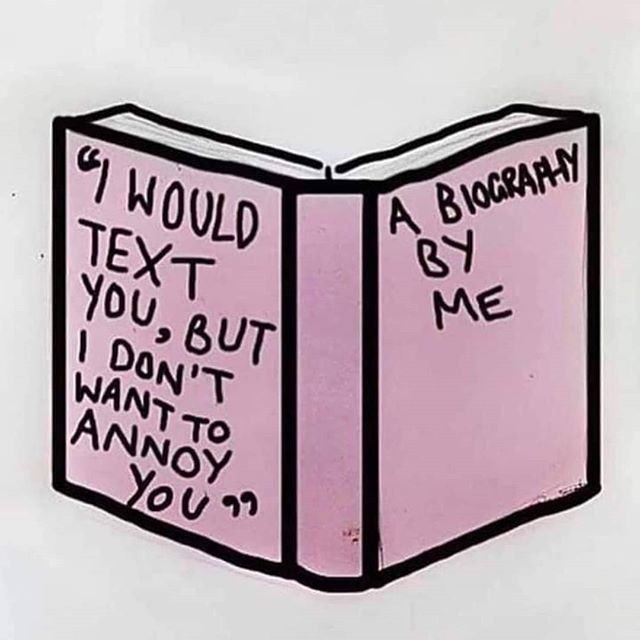 “I WOULD
TEXT
YOU, BUT
I DON'T
WANT TO
ANNOY
YOU”
A BIOGRAPHY
BY
ME